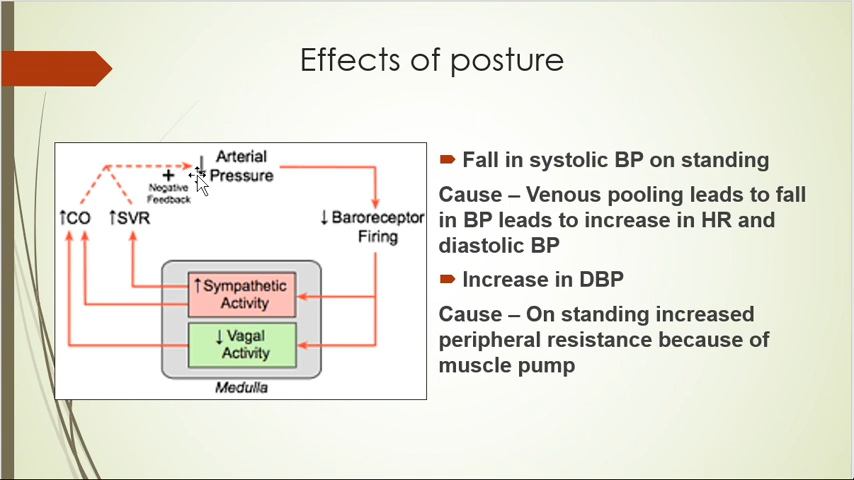 Effects of posture
↓ Arterial
Pressure
+
Negative
Feedback
↑CO ↑SVR
↓ Baroreceptor
Firing
↑ Sympathetic
Activity
↓ Vagal
Activity
Medulla
Fall in systolic BP on standing
Cause – Venous pooling leads to fall
in BP leads to increase in HR and
diastolic BP
Increase in DBP
Cause – On standing increased
peripheral resistance because of
muscle pump